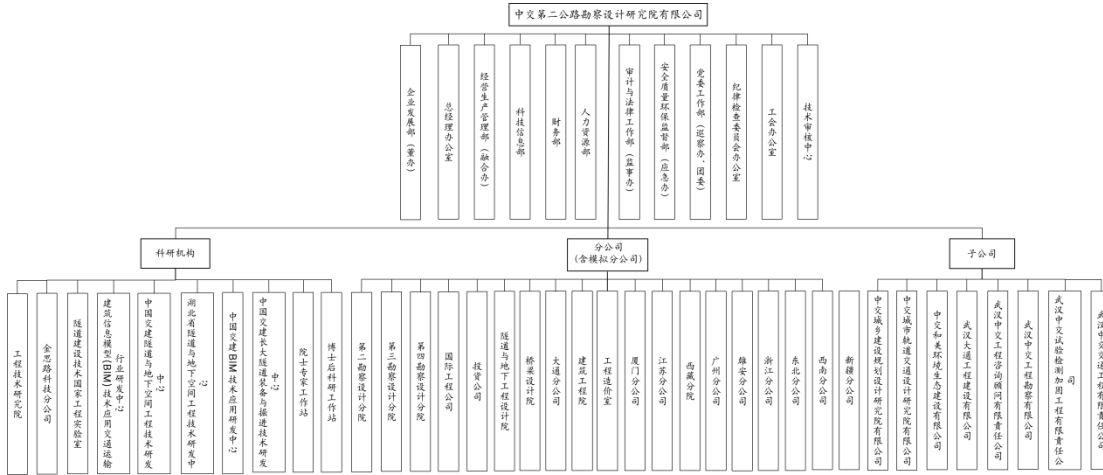 中交第二公路勘察设计研究院有限公司
企业发展部（董办）
总经理办公室
经营生产管理部（融合办）
科技信息部
财务部
人力资源部
审计与法律工作部（监事办）
安全质量环保监督部（应急办）
党委工作部（巡察办、团委）
纪律检查委员会办公室
工会办公室
技术审核中心
科研机构
分公司
(含模拟分公司)
子公司
工程技术研究院
金思路科技分公司
隧道建设技术国家工程实验室
建筑信息模型(BIM)技术应用交通运输
行业研发中心
中国交建隧道与地下空间工程技术研发
中心
湖北省隧道与地下空间工程技术研发中
心
中国交建BIM技术应用研发中心
中国交建长大隧道装备与掘进技术研发
中心
院士专家工作站
博士后科研工作站
第二勘察设计分院
第三勘察设计分院
第四勘察设计分院
国际工程分公司
投资公司
隧道与地下工程设计院
桥梁设计院
大通分公司
建筑工程院
工程造价室
厦门分公司
江苏分公司
西藏分院
广州分公司
雄安分公司
浙江分公司
东北分公司
西南分公司
新疆分公司
中交城乡建设规划设计研究院有限公司
中交城市轨道交通设计研究院有限公司
中交和美环境生态建设有限公司
武汉大通工程建设有限公司
武汉中交工程咨询顾问有限责任公司
武汉中交工程勘察有限公司
武汉中交试验检测加固工程有限责任公
司
武汉中交交通工程有限责任公司